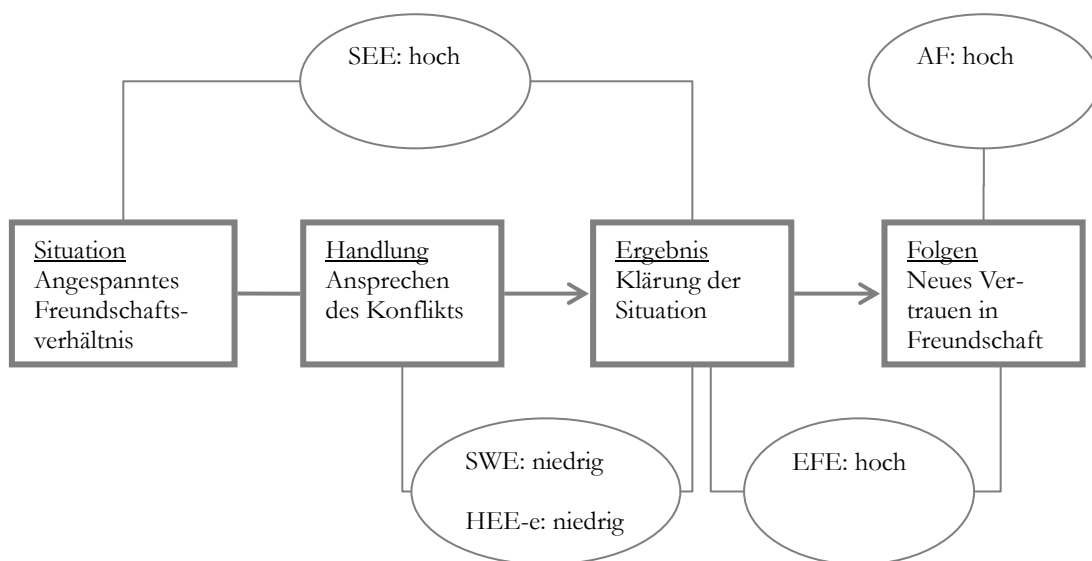 SEE: hoch
AF: hoch
Situation
Angespanntes
Freundschafts-
verhältnis
Handlung
Ansprechen
des Konflikts
Ergebnis
Klärung der
Situation
Folgen
Neues Ver-
trauen in
Freundschaft
SWE: niedrig
HEE-e: niedrig
EFE: hoch